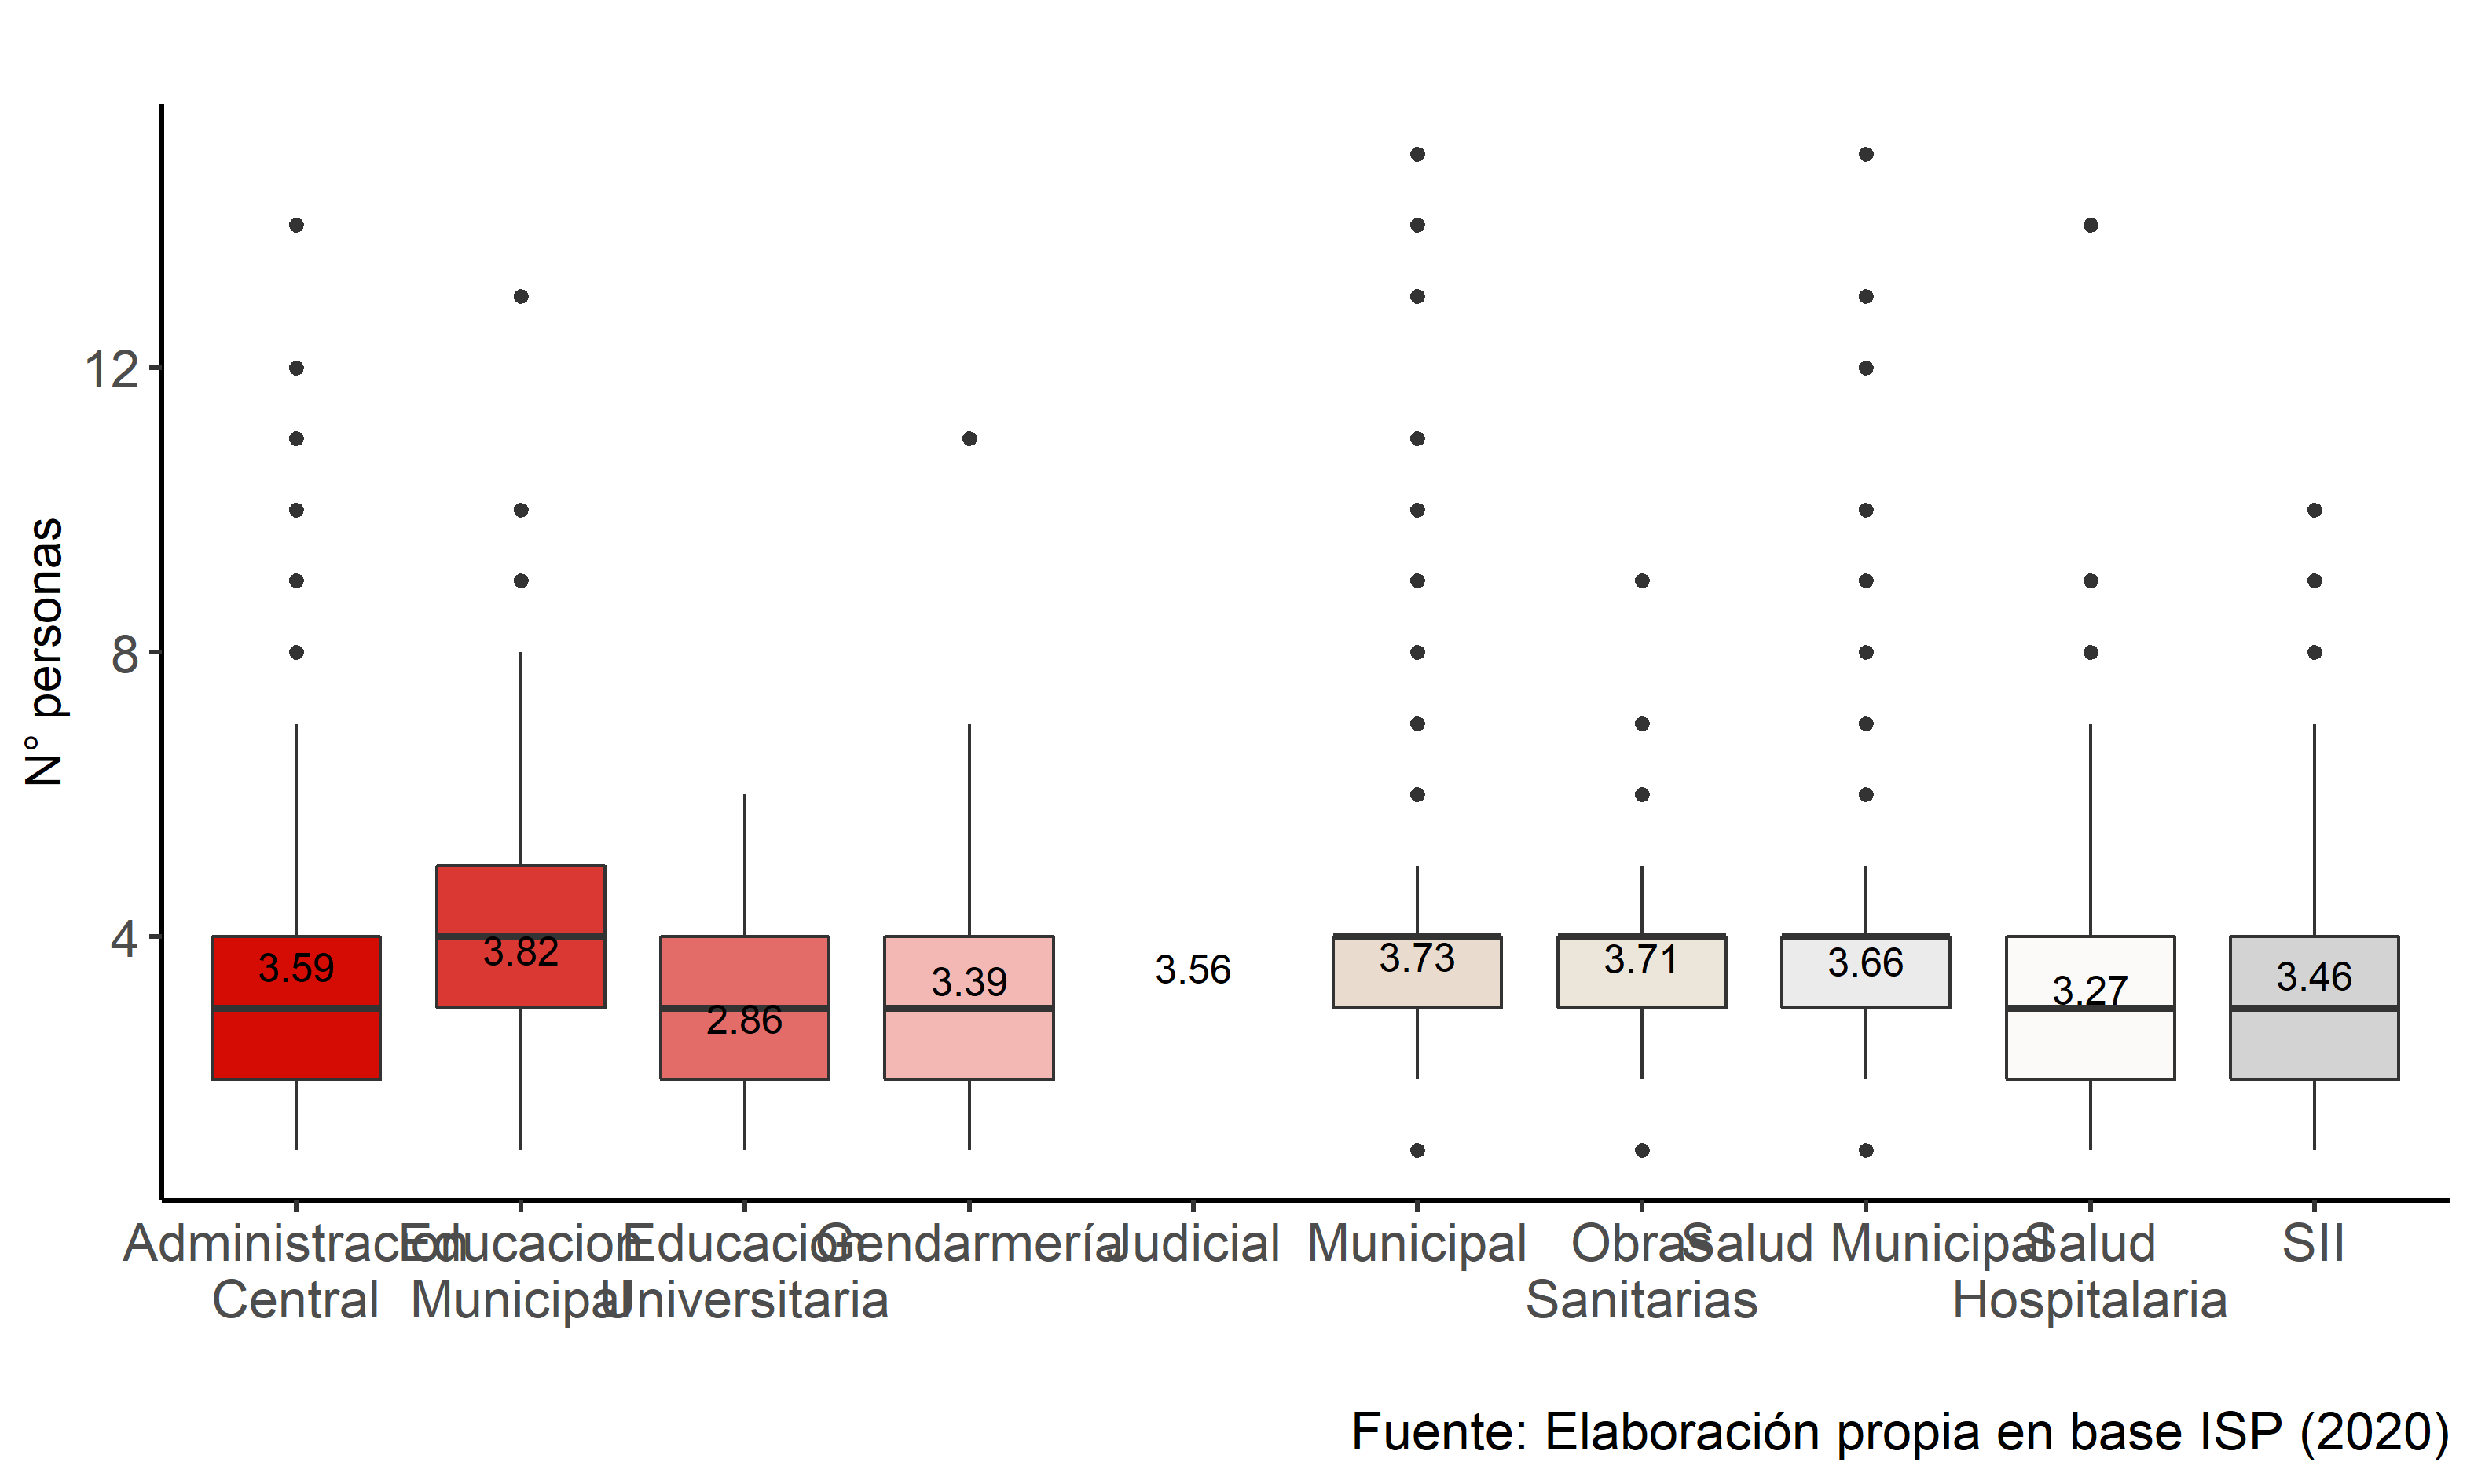 N° personas
12
8
4
3.59
3.82
2.86
3.39
3.56
3.73
3.71
3.66
3.27
3.46
Administracion
Central
Educacion
Municipal
Educacion
Universitaria
Gendarmería
Judicial
Municipal
Obras
Sanitarias
Salud Municipal
Salud
Hospitalaria
SII
Fuente: Elaboración propia en base ISP (2020)